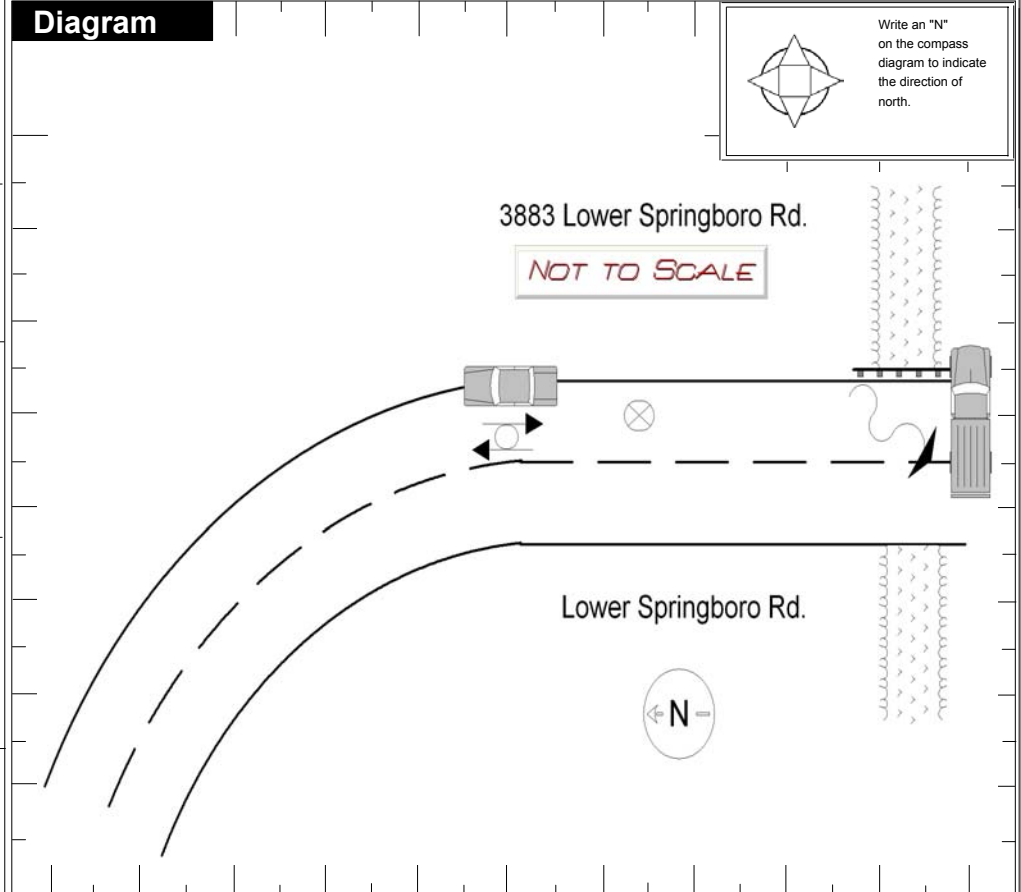 Diagram
Write an "N"
on the compass
diagram to indicate
the direction of
north.
3883 Lower Springboro Rd.
NOT TO SCALE
Lower Springboro Rd.
N